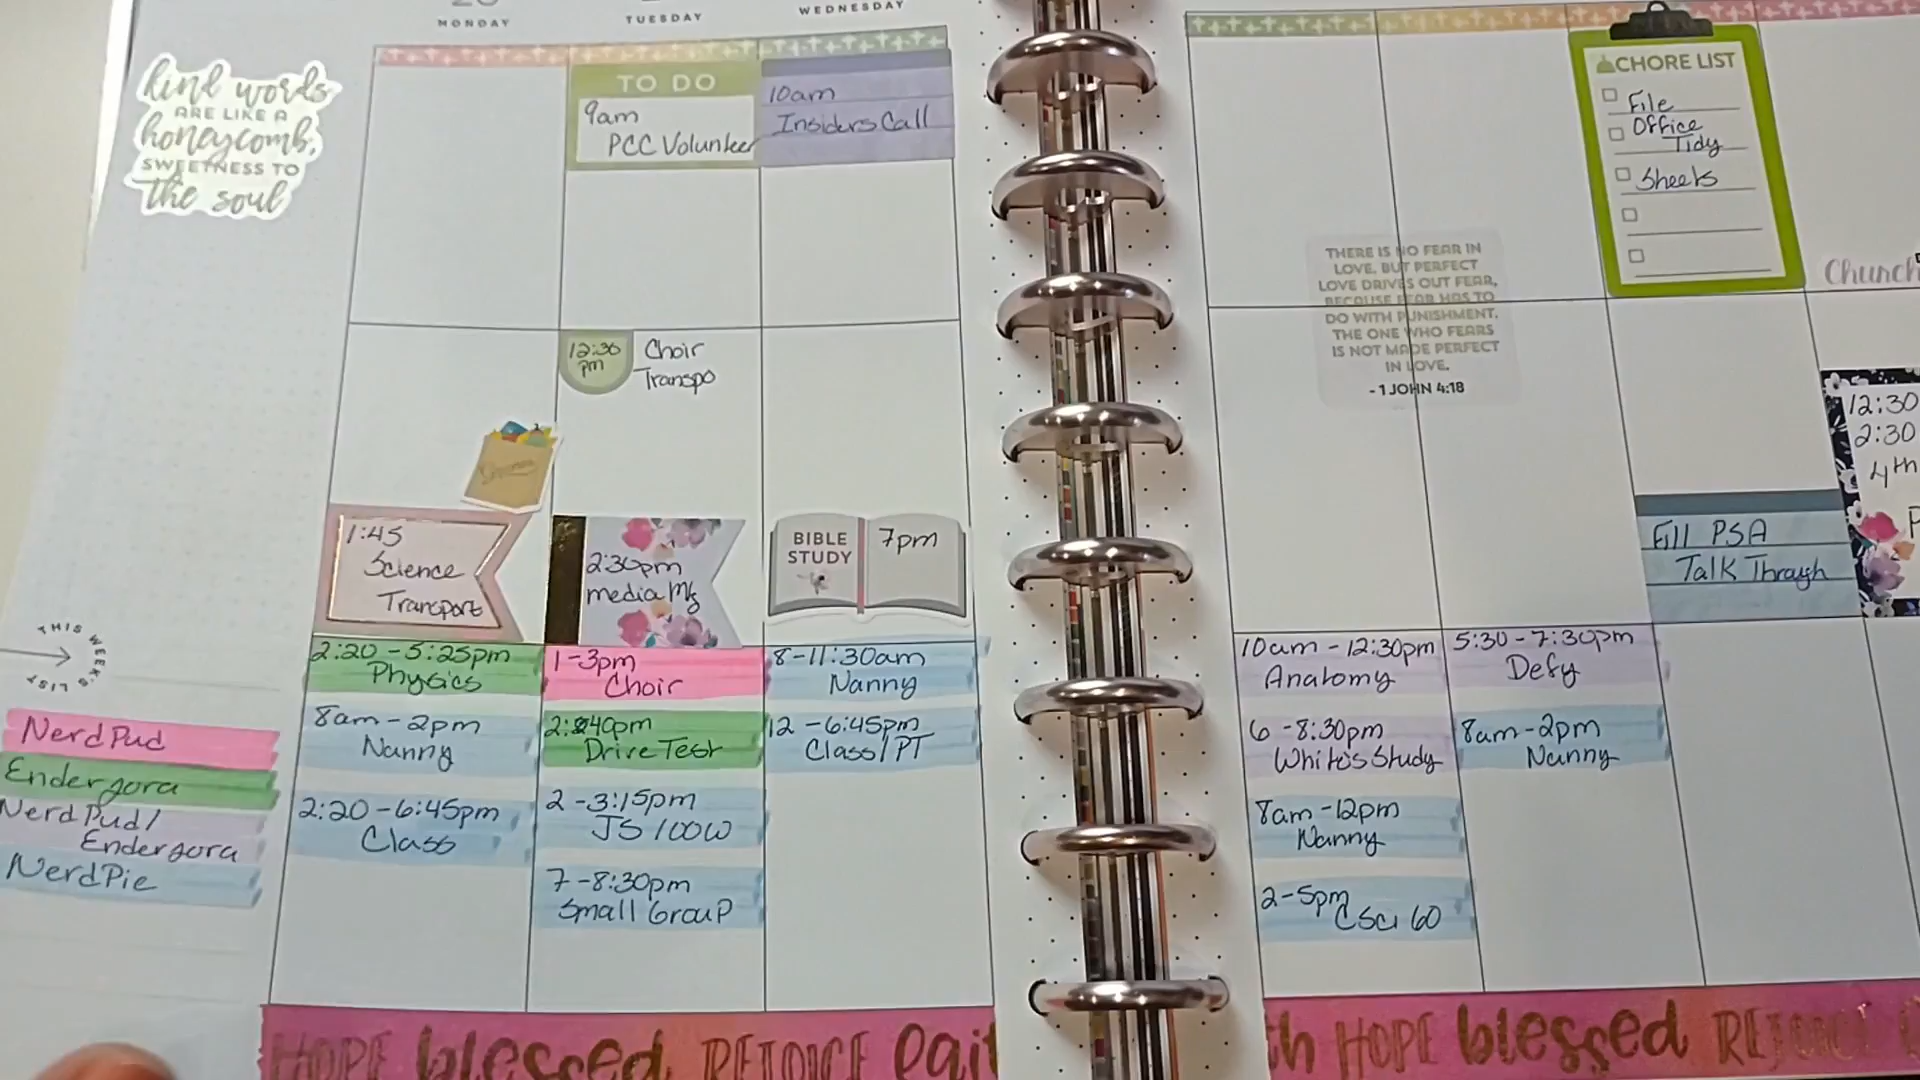 MONDAY
TUESDAY
WEDNESDAY
kind words
ARE LIKE A
honeycomb,
SWEETNESS TO
the soul
THIS WEEK'S LIST
NerdPud
Endergora
NerdPud/
Endergora
NerdPie
1:45
Science
Transport
2:20-5:25pm
Physics
8am-2pm
Nanny
2:20-6:45pm
Class
TO DO
9am
PCC Volunteer
12:30
pm
Choir
Transpo
2:30pm
media Mtg
1-3pm
Choir
2:40pm
Drive Test
2-3:15pm
JS 100W
7-8:30pm
Small Group
10am
Insiders Call
BIBLE
STUDY
7pm
8-11:30am
Nanny
12-6:45pm
Class/PT
THERE IS NO FEAR IN
LOVE. BUT PERFECT
LOVE DRIVES OUT FEAR,
BECAUSE FEAR HAS TO
DO WITH PUNISHMENT.
THE ONE WHO FEARS
IS NOT MADE PERFECT
IN LOVE.
- 1 JOHN 4:18
10am-12:30pm
Anatomy
6-8:30pm
White's Study
8am-12pm
Nanny
2-5pm
CSci 60
5:30-7:30pm
Defy
8am-2pm
Nanny
CHORE LIST
File
Office
Tidy
Sheets
Fill PSA
Talk Through
Church
12:30
2:30
4th
HOPE blessed REJOICE fait
th HOPE blessed REJOICE